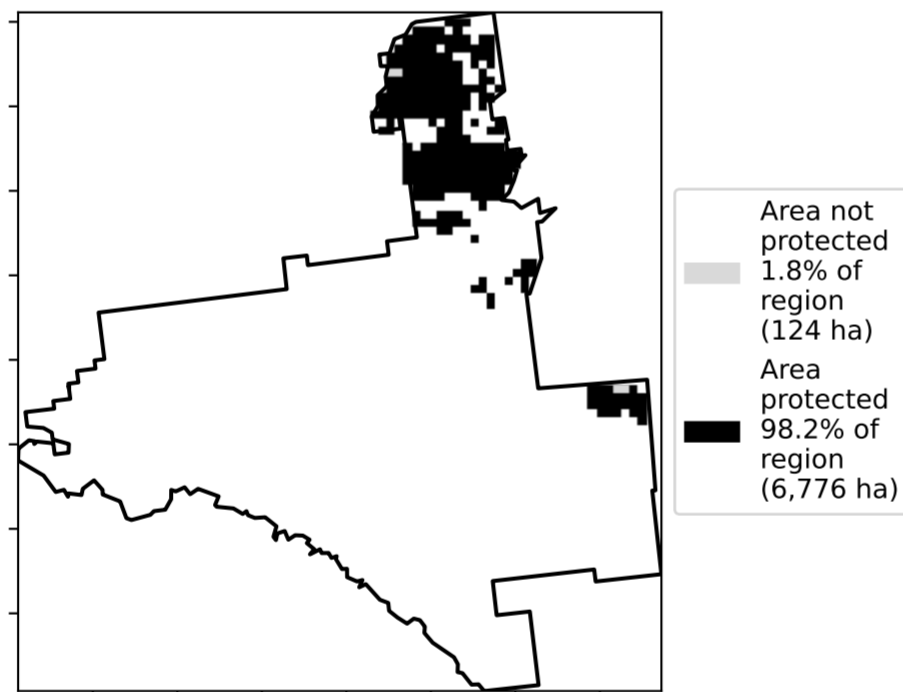 Area not
protected
1.8% of
region
(124 ha)
Area
protected
98.2% of
region
(6,776 ha)